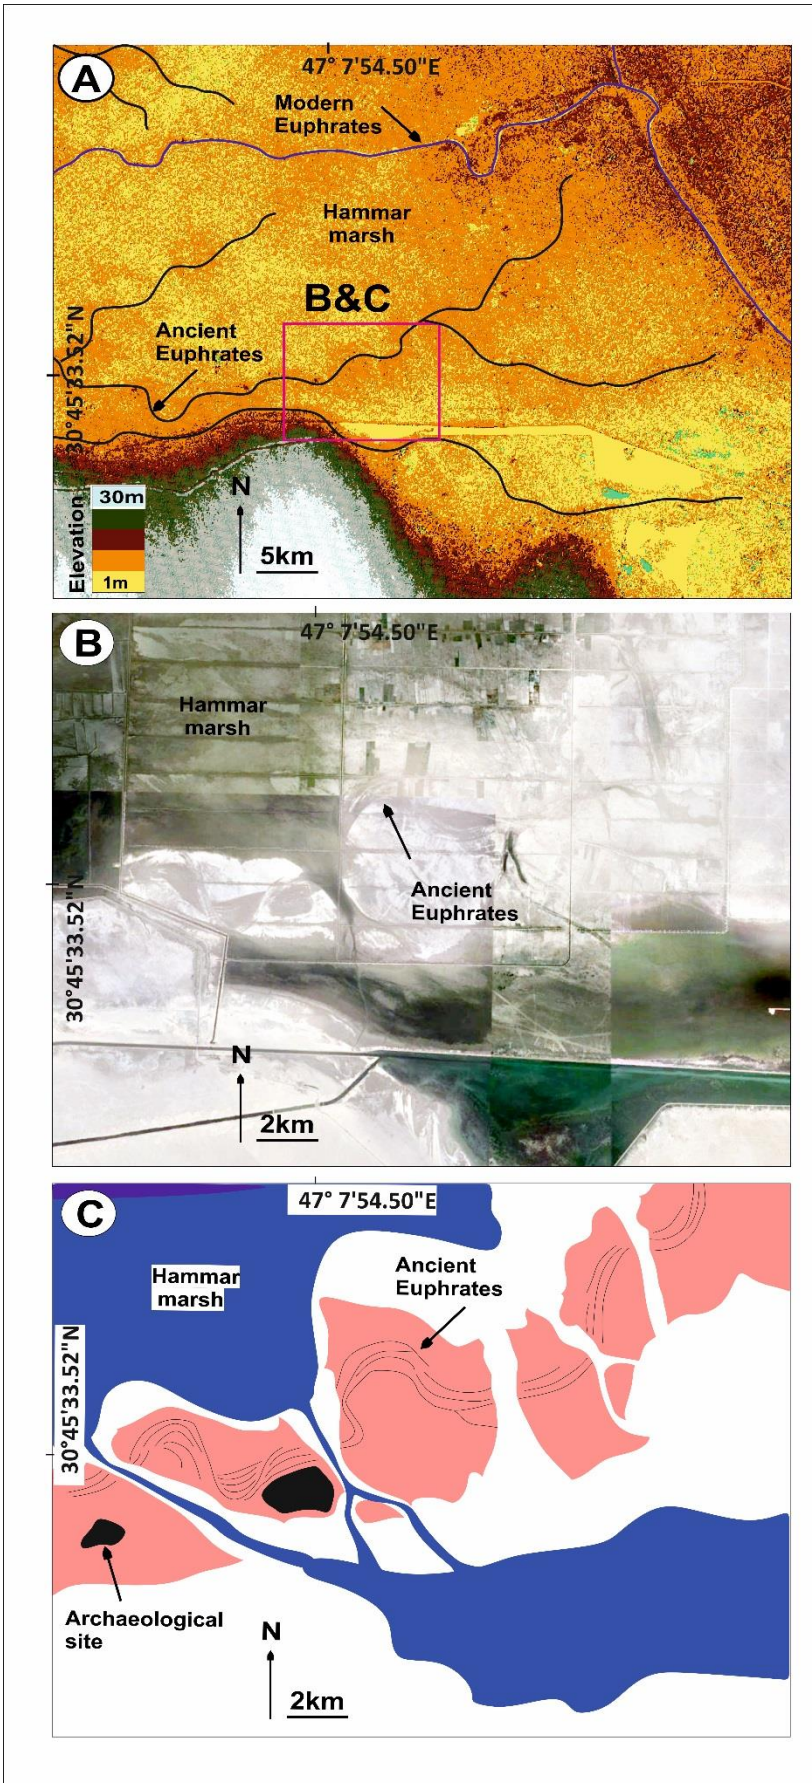 A
47° 7'54.50"E
Modern
Euphrates
Hammar
marsh
B&C
Ancient
Euphrates
30°45'33.52"N
N
5km
Elevation
30m
1m
B
47° 7'54.50"E
Hammar
marsh
Ancient
Euphrates
30°45'33.52"N
N
2km
C
47° 7'54.50"E
Ancient
Euphrates
Hammar
marsh
30°45'33.52"N
Archaeological
site
N
2km